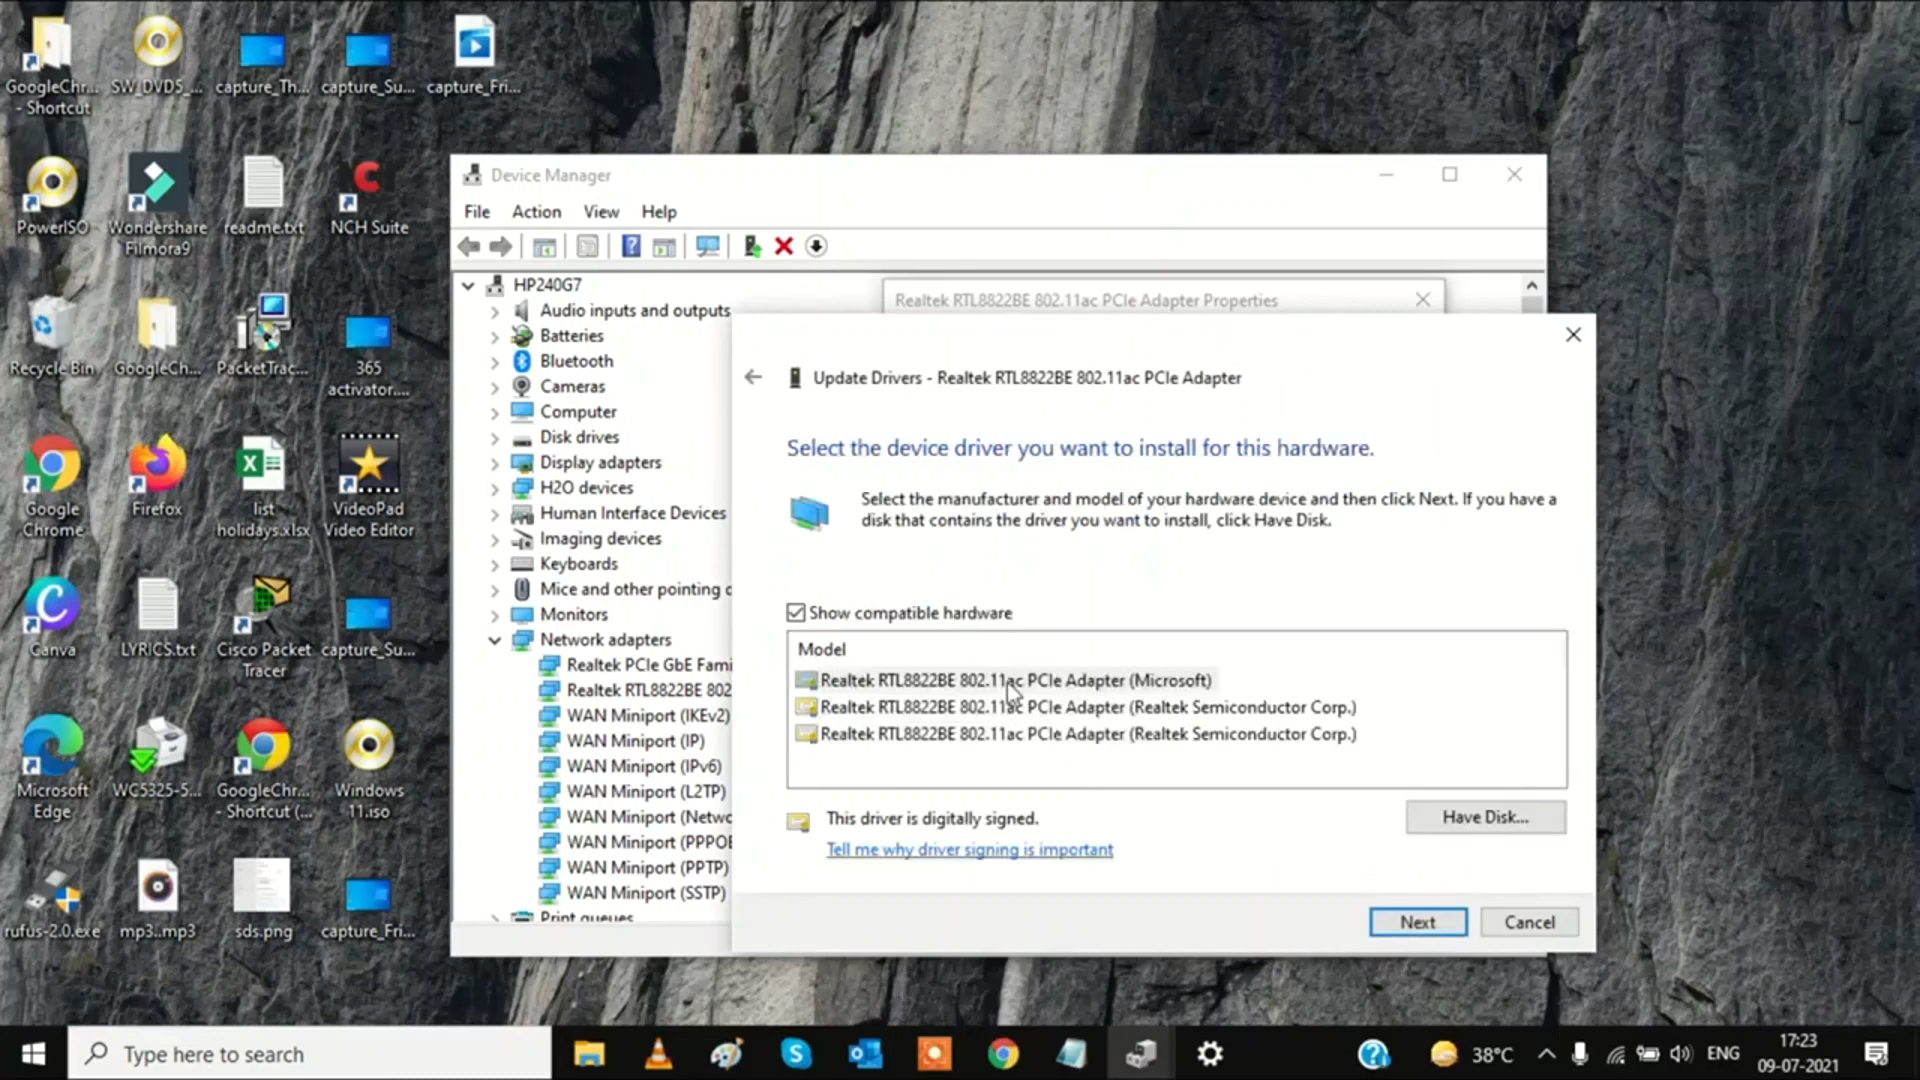 GoogleChr...
- Shortcut
SW_DVD5_...
capture_Th...
capture_Su...
capture_Fri...
PowerISO
Wondershare
Filmora9
readme.txt
NCH Suite
Recycle Bin
GoogleCh...
PacketTrac...
365
activator....
Google
Chrome
Firefox
list
holidays.xlsx
VideoPad
Video Editor
Canva
LYRICS.txt
Cisco Packet
Tracer
capture_Su...
Microsoft
Edge
WC5325-5...
GoogleChr...
- Shortcut (...
Windows
11.iso
rufus-2.0.exe
mp3..mp3
sds.png
capture_Fri...
Device Manager
File Action View Help
HP240G7
Audio inputs and outputs
Batteries
Bluetooth
Cameras
Computer
Disk drives
Display adapters
H2O devices
Human Interface Devices
Imaging devices
Keyboards
Mice and other pointing d
Monitors
Network adapters
Realtek PCIe GbE Fami
Realtek RTL8822BE 802
WAN Miniport (IKEv2)
WAN Miniport (IP)
WAN Miniport (IPv6)
WAN Miniport (L2TP)
WAN Miniport (Netwo
WAN Miniport (PPPOE
WAN Miniport (PPTP)
WAN Miniport (SSTP)
Print queues
Realtek RTL8822BE 802.11ac PCIe Adapter Properties
Update Drivers - Realtek RTL8822BE 802.11ac PCIe Adapter
Select the device driver you want to install for this hardware.
Select the manufacturer and model of your hardware device and then click Next. If you have a
disk that contains the driver you want to install, click Have Disk.
Show compatible hardware
Model
Realtek RTL8822BE 802.11ac PCIe Adapter (Microsoft)
Realtek RTL8822BE 802.11ac PCIe Adapter (Realtek Semiconductor Corp.)
Realtek RTL8822BE 802.11ac PCIe Adapter (Realtek Semiconductor Corp.)
This driver is digitally signed.
Have Disk...
Tell me why driver signing is important
Next
Cancel
Type here to search
38°C
ENG
17:23
09-07-2021